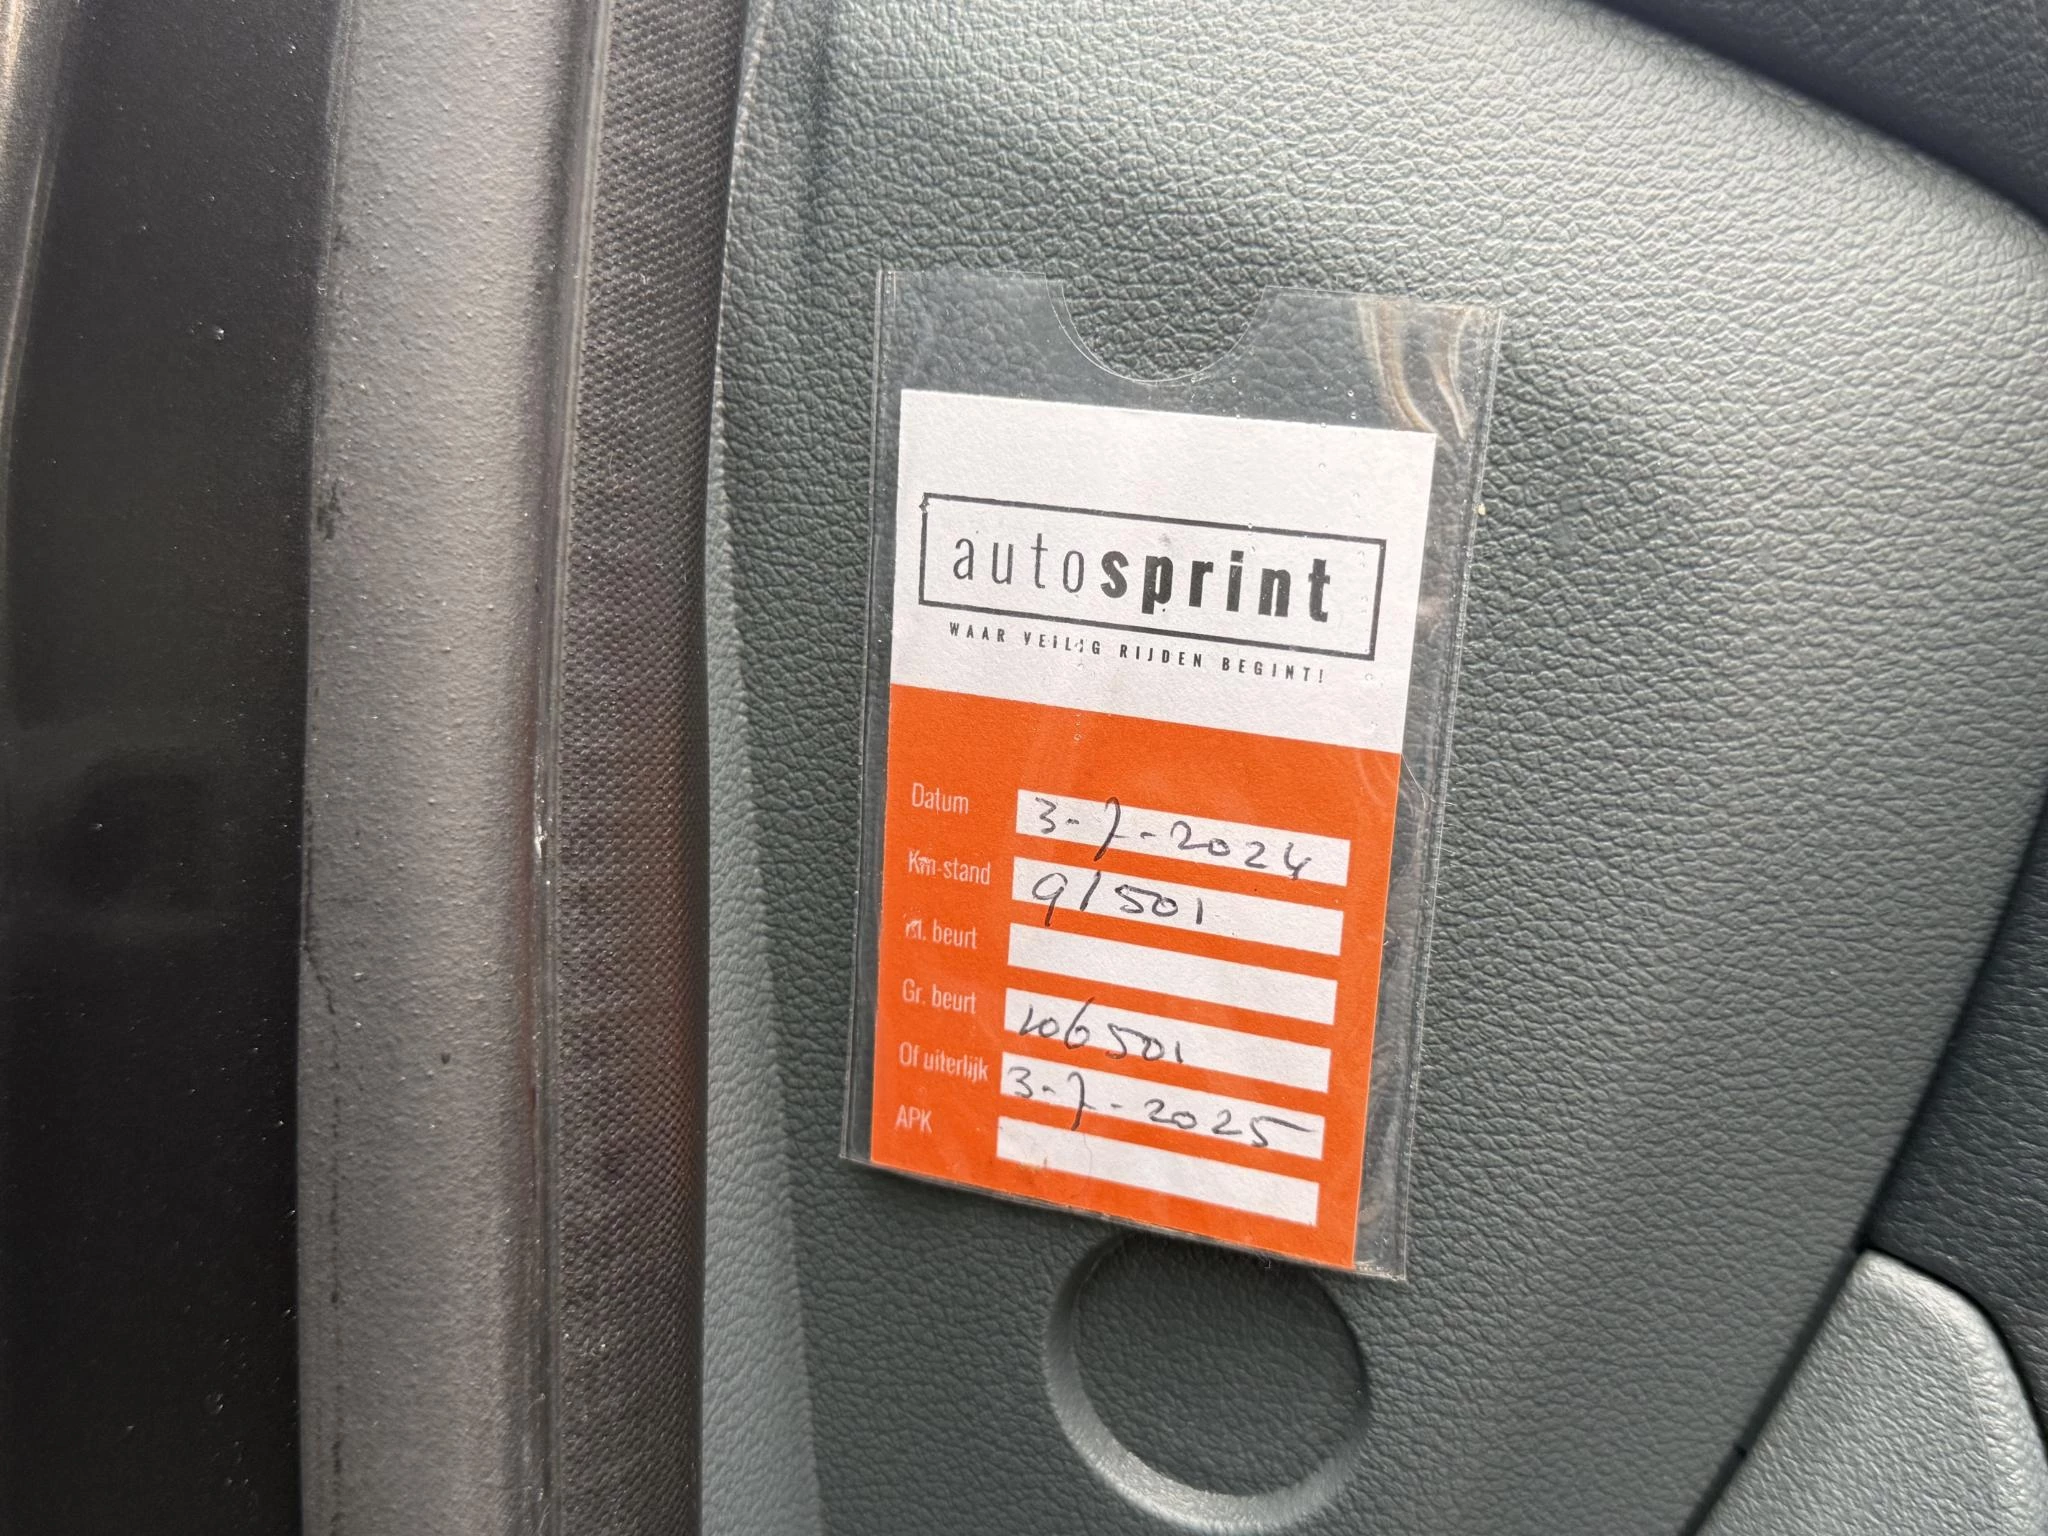 autosprint
WAAR VEILIG RIJDEN BEGINT!
Datum 3-7-2024
Km-stand 91501
Kl. beurt
Gr. beurt 106501
Of uiterlijk 3-7-2025
APK